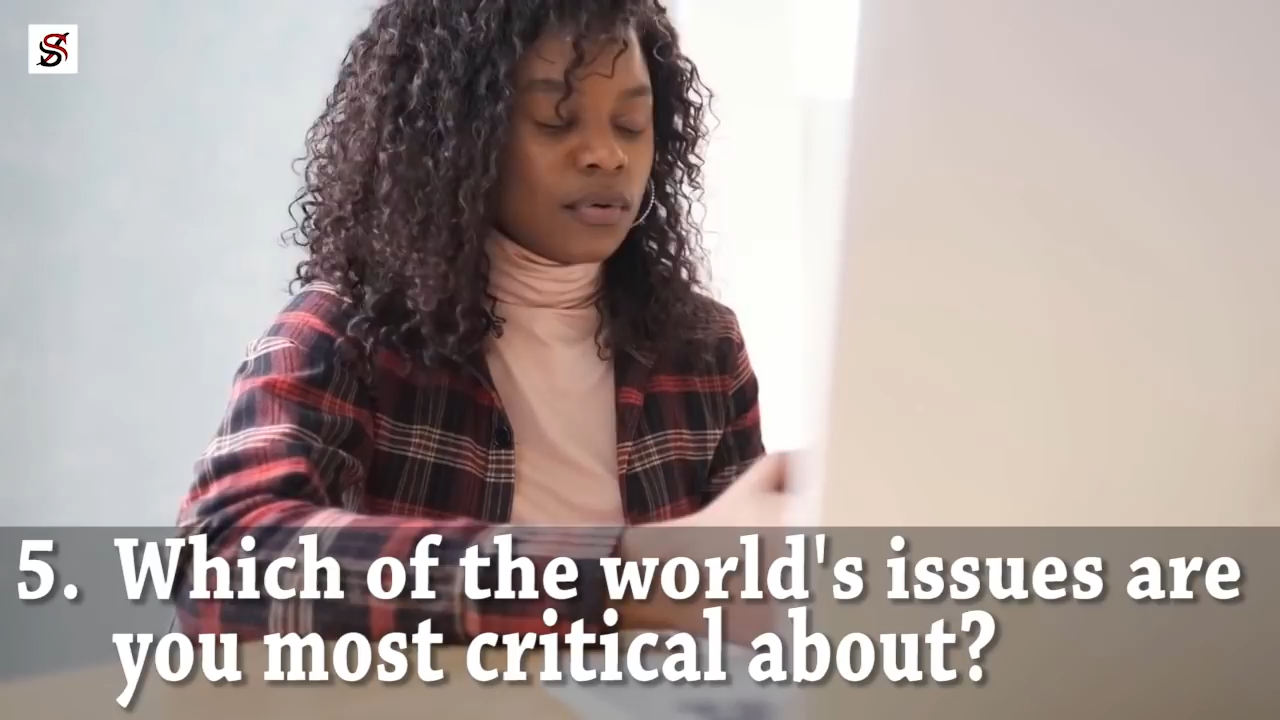 5. Which of the world's issues are
you most critical about?